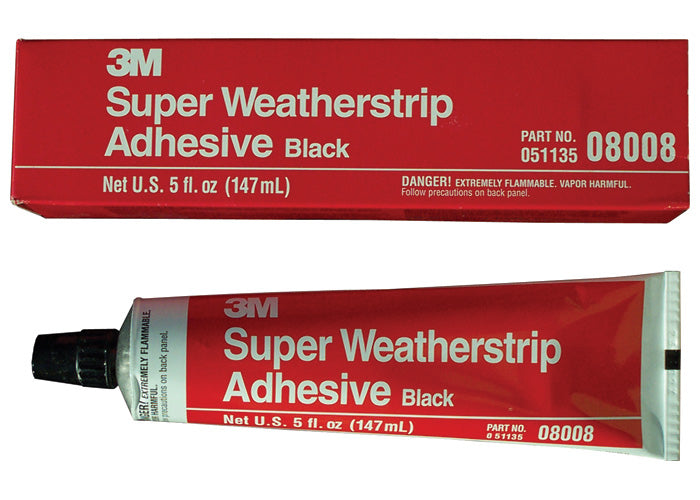 3M
Super Weatherstrip
Adhesive Black
PART NO.
051135 08008
Net U.S. 5 fl. oz (147mL)
DANGER! EXTREMELY FLAMMABLE. VAPOR HARMFUL.
Follow precautions on back panel.
3M
Super Weatherstrip
Adhesive Black
Net U.S. 5 fl. oz (147mL)
PART NO.
0 51135 08008
GER! EXTREMELY FLAMMABLE.
HARMFUL.
precautions on back panel.